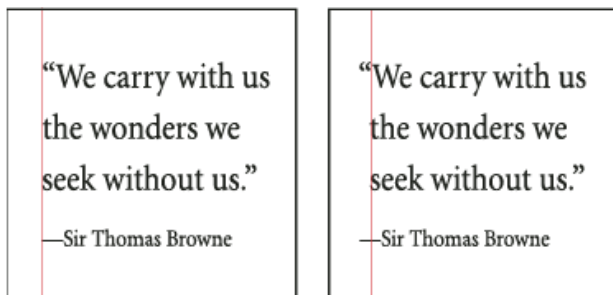 “We carry with us
the wonders we
seek without us.”
—Sir Thomas Browne
“We carry with us
the wonders we
seek without us.”
—Sir Thomas Browne